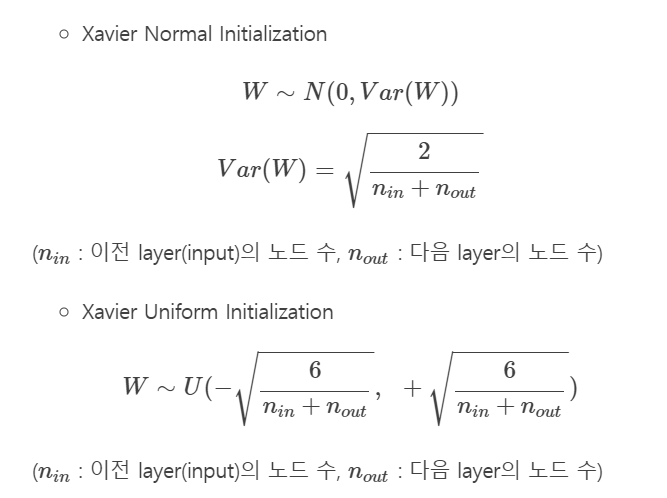 ◦ Xavier Normal Initialization
W ∼ N(0, Var(W))
Var(W) = √(2 / (n_in + n_out))
(n_in : 이전 layer(input)의 노드 수, n_out : 다음 layer의 노드 수)
◦ Xavier Uniform Initialization
W ∼ U(−√(6 / (n_in + n_out)), +√(6 / (n_in + n_out)))
(n_in : 이전 layer(input)의 노드 수, n_out : 다음 layer의 노드 수)